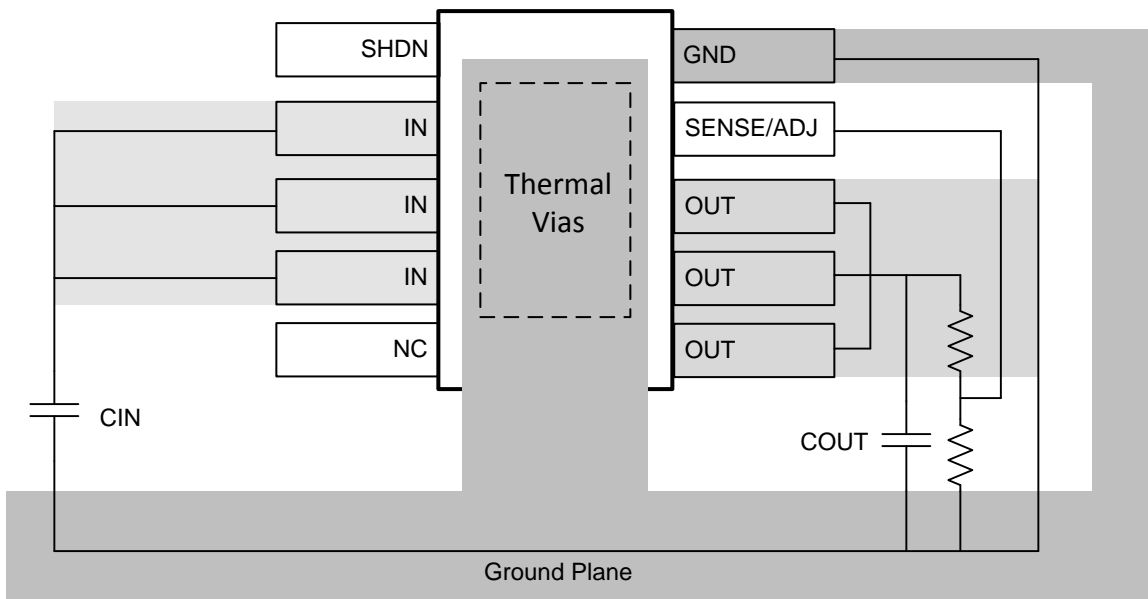 SHDN
IN
IN
IN
NC
Thermal
Vias
GND
SENSE/ADJ
OUT
OUT
OUT
CIN
COUT
Ground Plane